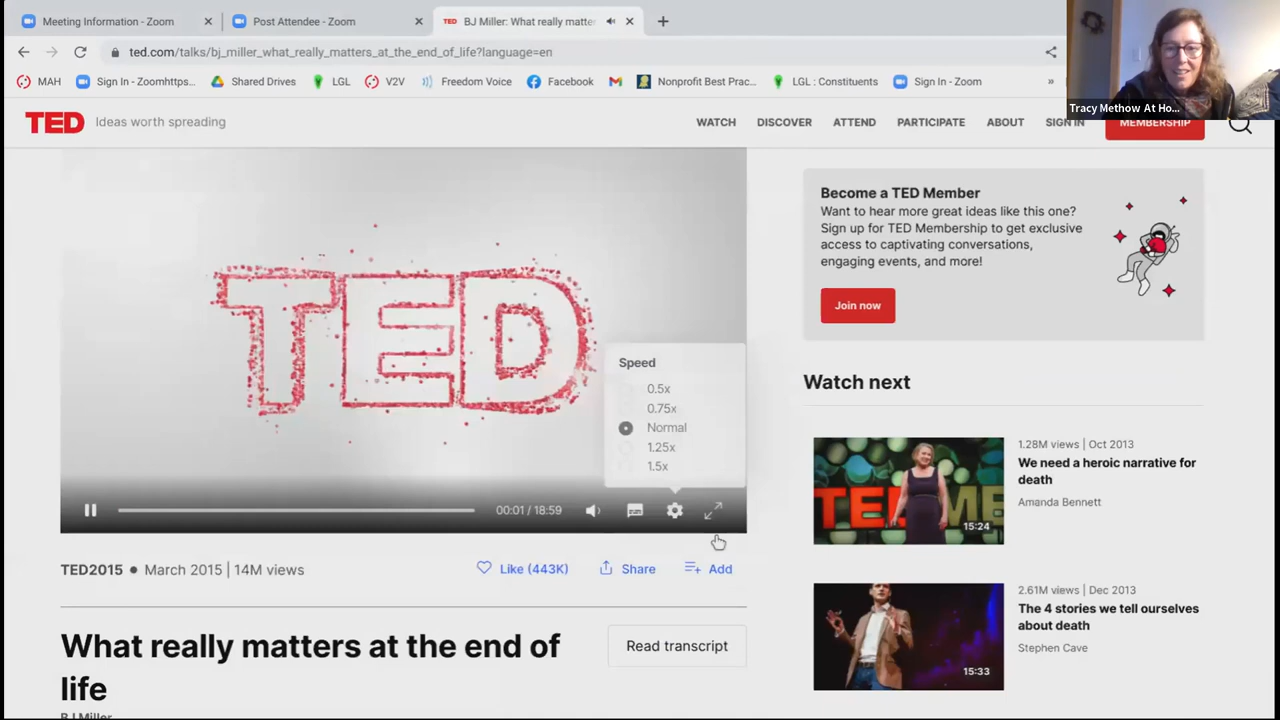 Meeting Information - Zoom
Post Attendee - Zoom
TED BJ Miller: What really matte
ted.com/talks/bj_miller_what_really_matters_at_the_end_of_life?language=en
MAH Sign In - Zoomhttps... Shared Drives LGL V2V Freedom Voice Facebook Nonprofit Best Prac... LGL : Constituents Sign In - Zoom »
Tracy Methow At Ho...
TED Ideas worth spreading
WATCH DISCOVER ATTEND PARTICIPATE ABOUT SIGN IN MEMBERSHIP
TED
Speed
0.5x
0.75x
Normal
1.25x
1.5x
00:01 / 18:59
TED2015 • March 2015 | 14M views
Like (443K) Share Add
What really matters at the end of
life
Read transcript
BJ Miller
Become a TED Member
Want to hear more great ideas like this one?
Sign up for TED Membership to get exclusive
access to captivating conversations,
engaging events, and more!
Join now
Watch next
15:24
1.28M views | Oct 2013
We need a heroic narrative for
death
Amanda Bennett
15:33
2.61M views | Dec 2013
The 4 stories we tell ourselves
about death
Stephen Cave